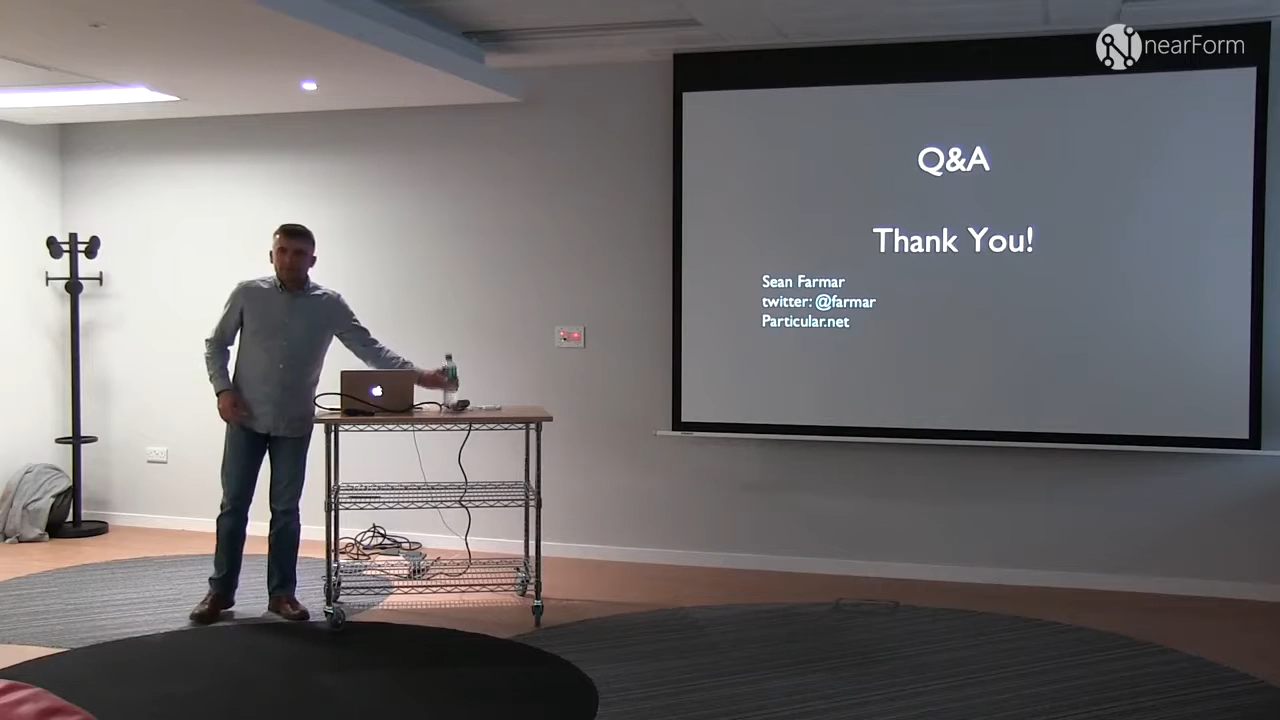 nearForm
Q&A
Thank You!
Sean Farmar
twitter: @farmar
Particular.net